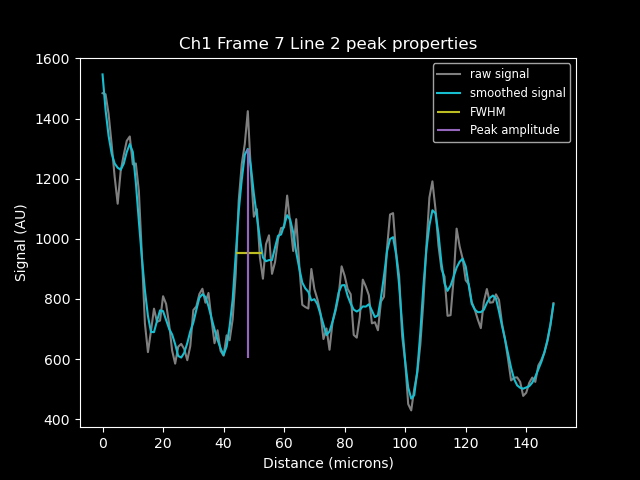 Ch1 Frame 7 Line 2 peak properties
raw signal
smoothed signal
FWHM
Peak amplitude
Signal (AU)
1600
1400
1200
1000
800
600
400
0 20 40 60 80 100 120 140
Distance (microns)